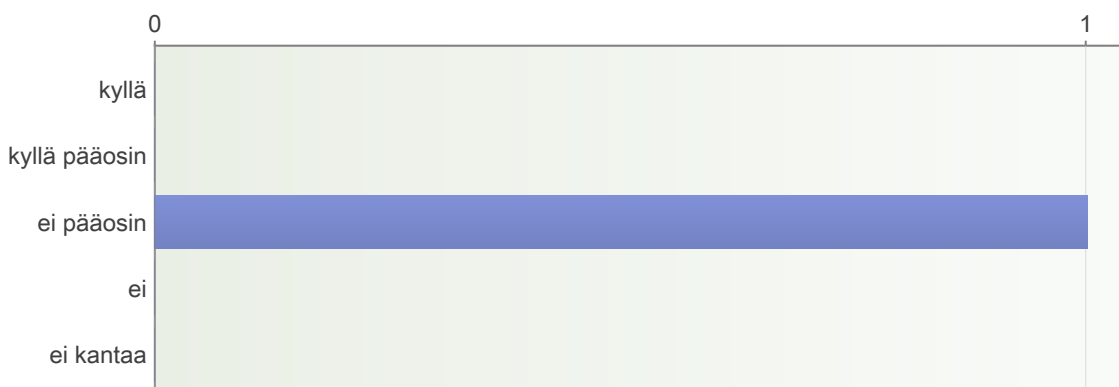 0 1
kyllä
kyllä pääosin
ei pääosin
ei
ei kantaa